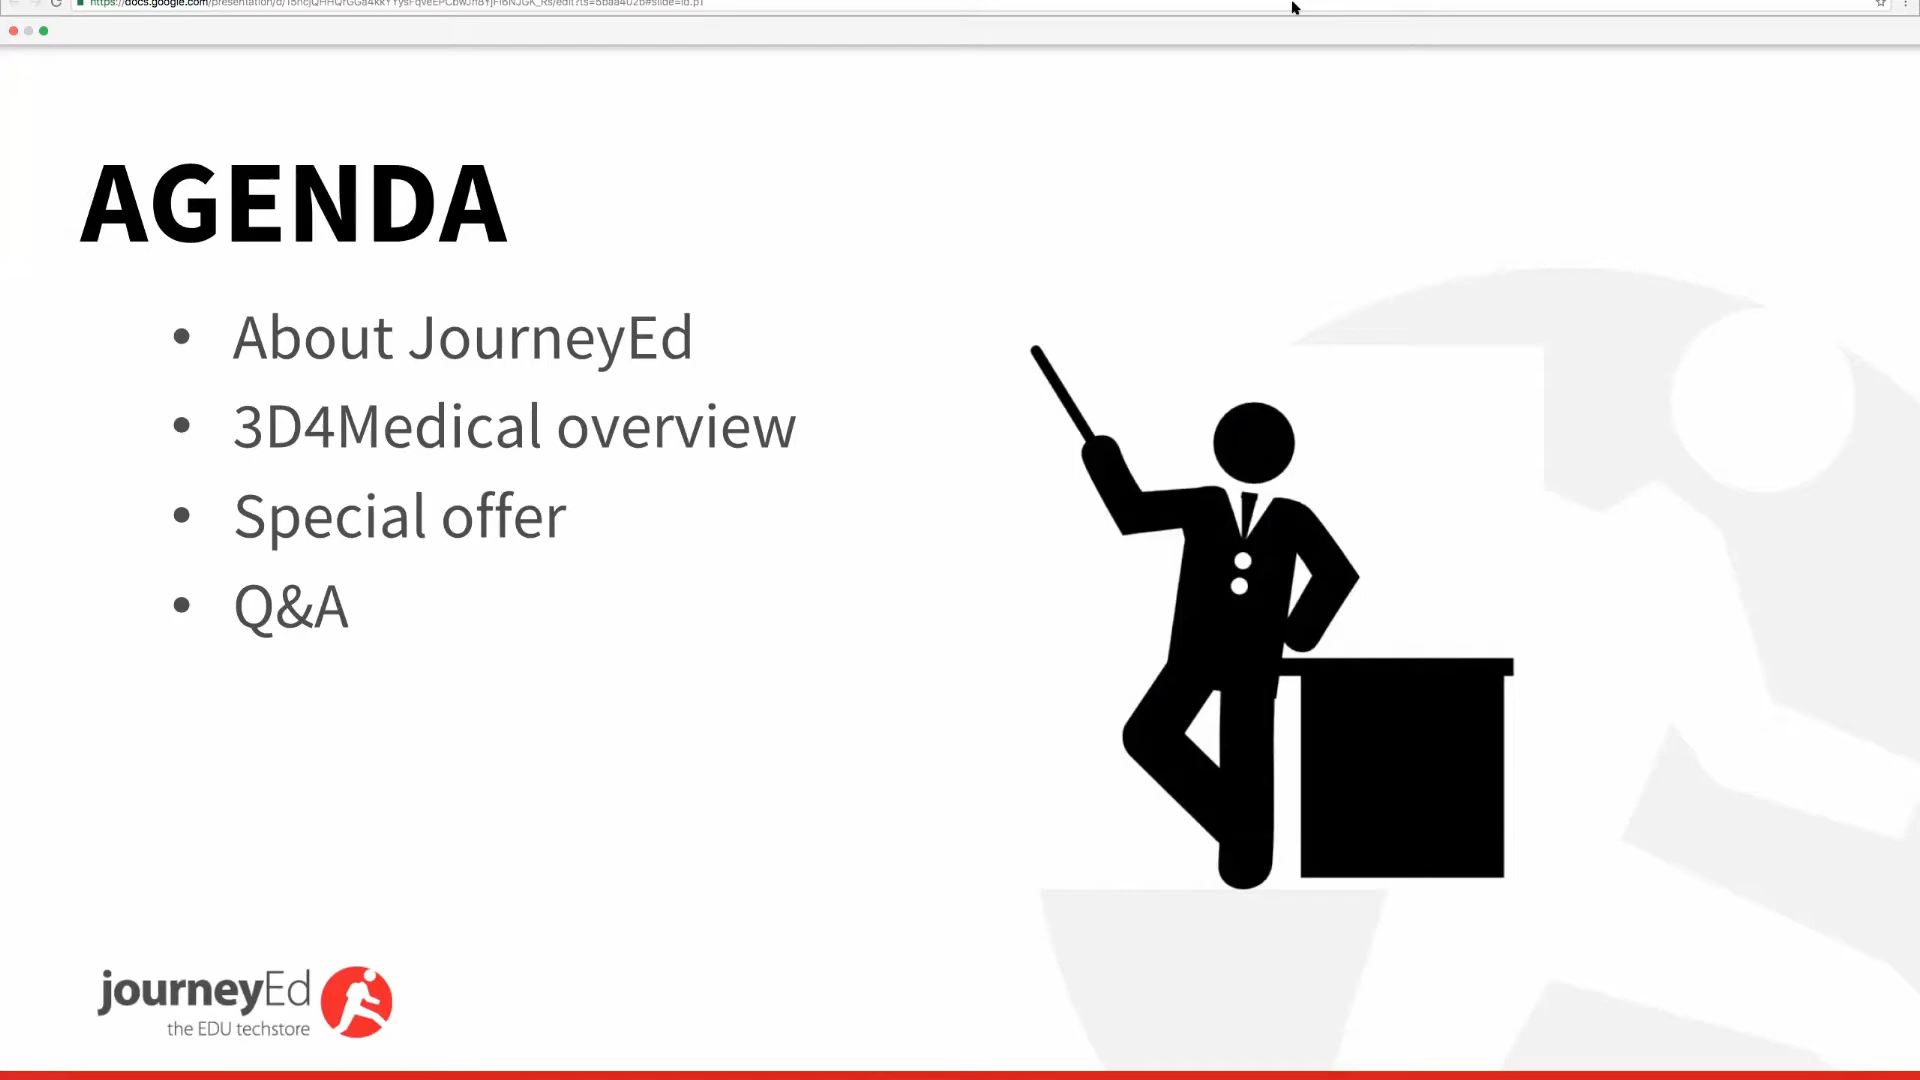 AGENDA
• About JourneyEd
• 3D4Medical overview
• Special offer
• Q&A
journeyEd
the EDU techstore